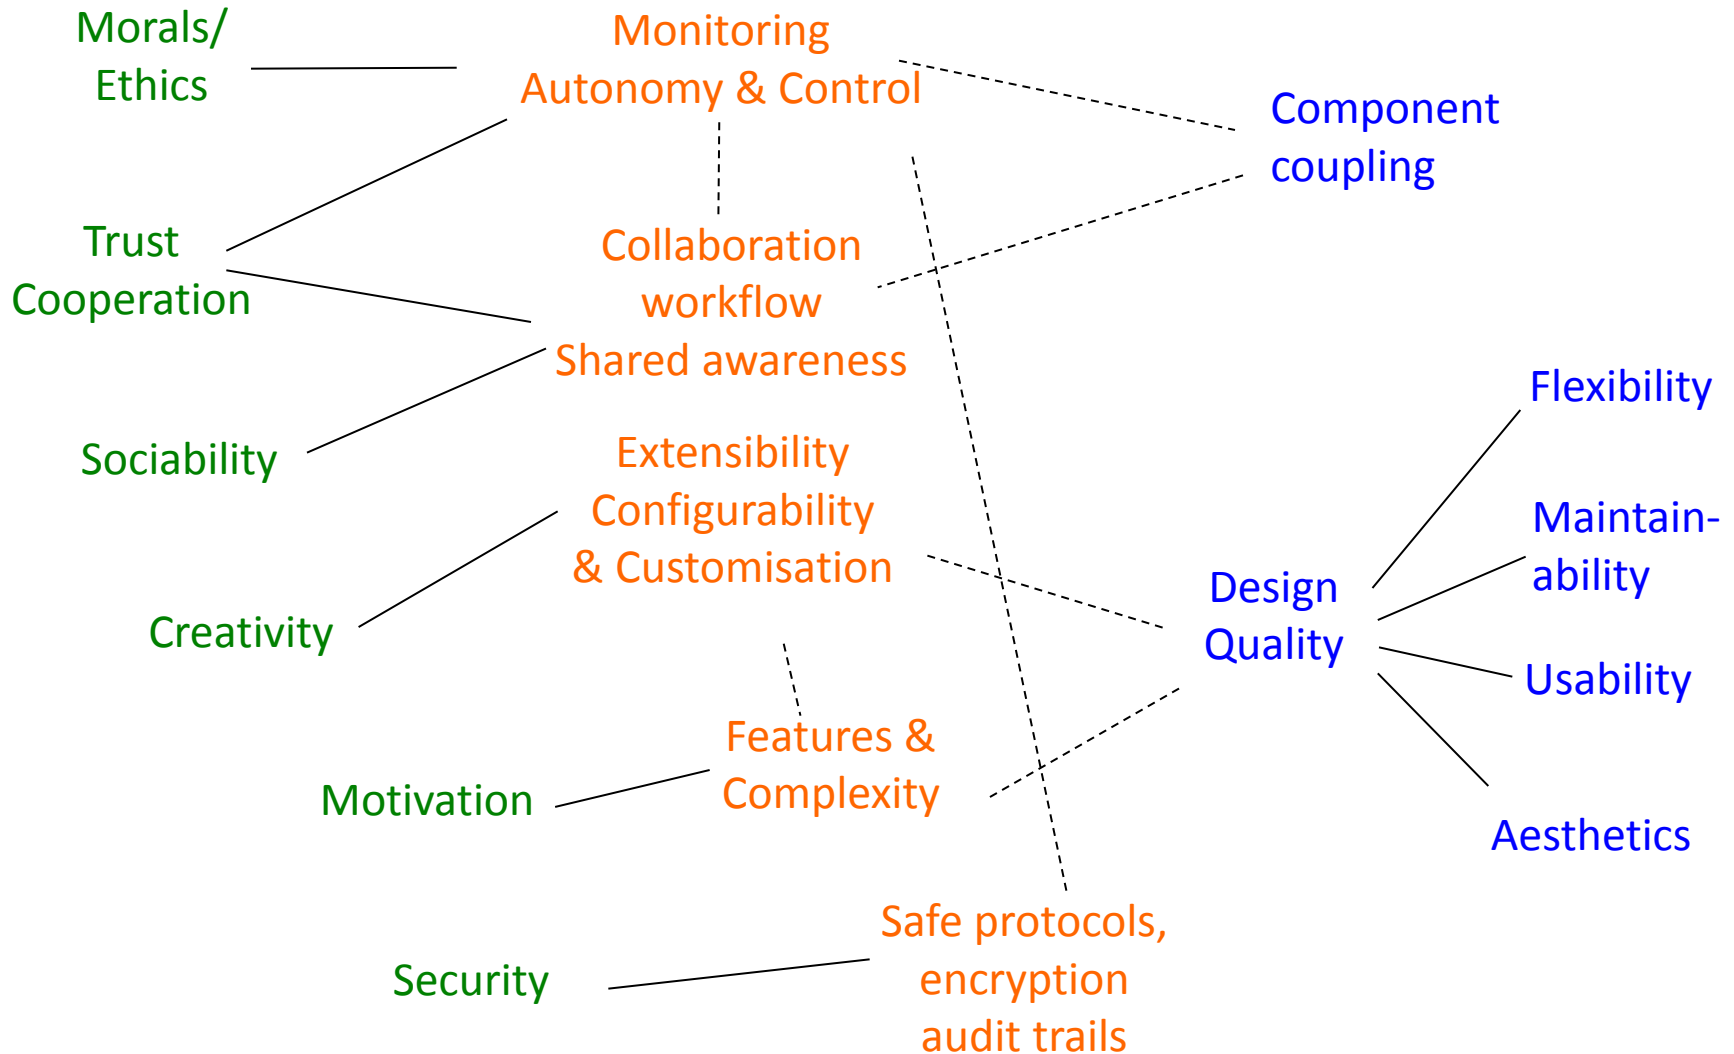 Morals/
Ethics
Monitoring
Autonomy & Control
Component
coupling
Trust
Cooperation
Collaboration
workflow
Shared awareness
Flexibility
Sociability
Extensibility
Configurability
& Customisation
Maintain-
ability
Design
Quality
Creativity
Usability
Features &
Complexity
Motivation
Aesthetics
Safe protocols,
encryption
audit trails
Security